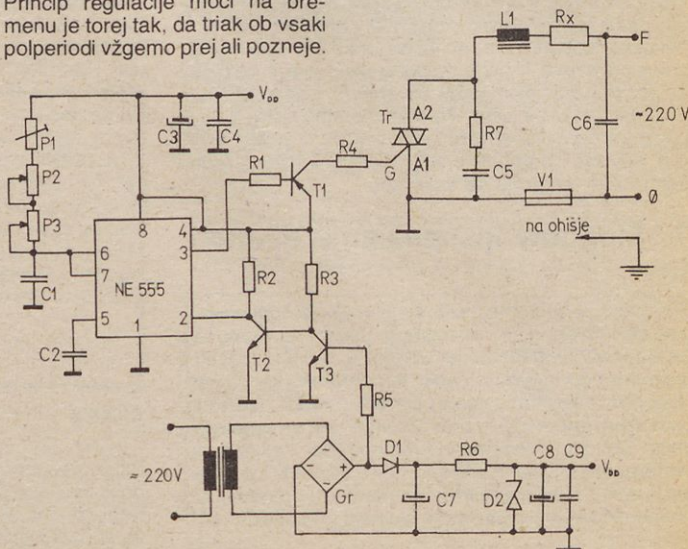 Princip regulacije moči na bre-
menu je torej tak, da triak ob vsaki
polperiodi vžgemo prej ali pozneje.
L1
Rx
F
VDD
C3
C4
P1
P2
P3
R1
R4
T1
Tr
A2
A1
G
R7
C5
C6
~220 V
V1
Ø
na ohišje
8
4
3
6
7
NE 555
5
1
2
C1
C2
R2
R3
T2
T3
R5
≈ 220V
Gr
D1
R6
C7
D2
C8
C9
VDD